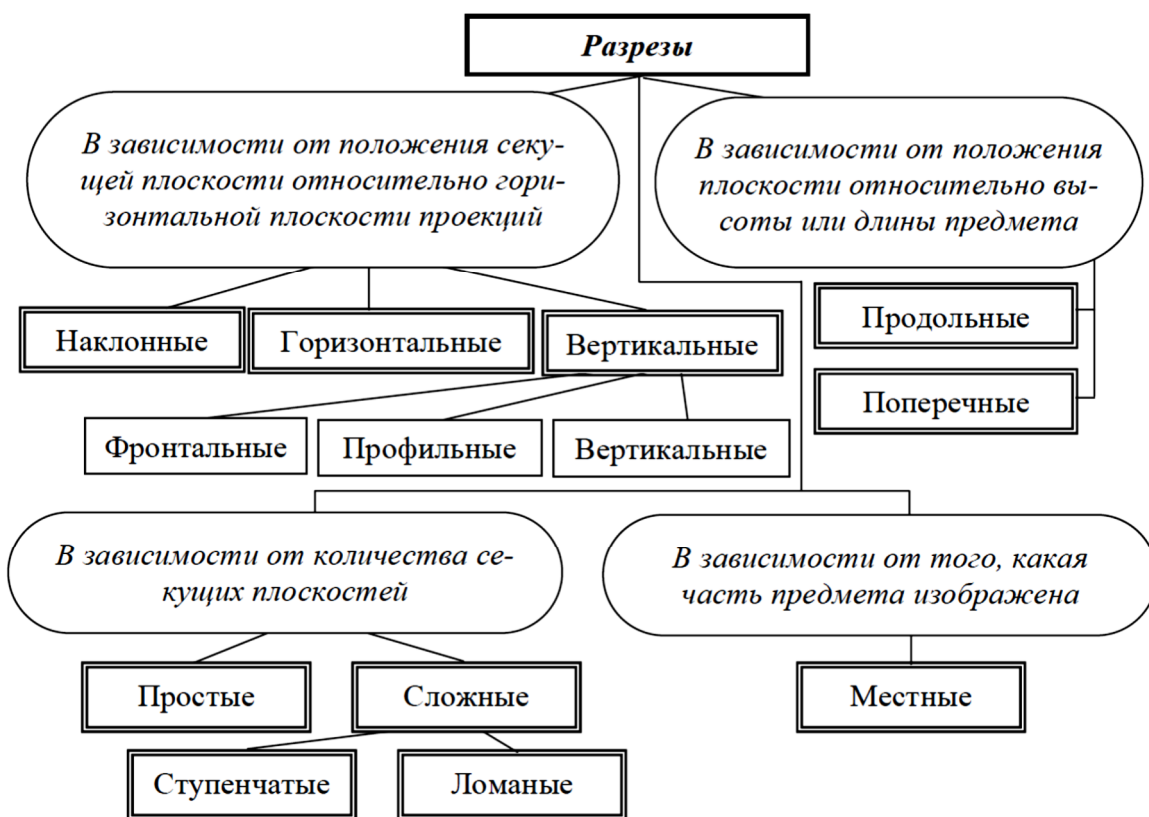 Разрезы
В зависимости от положения секу-
щей плоскости относительно гори-
зонтальной плоскости проекций
В зависимости от положения
плоскости относительно вы-
соты или длины предмета
Наклонные
Горизонтальные
Вертикальные
Продольные
Поперечные
Фронтальные
Профильные
Вертикальные
В зависимости от количества се-
кущих плоскостей
В зависимости от того, какая
часть предмета изображена
Простые
Сложные
Местные
Ступенчатые
Ломаные